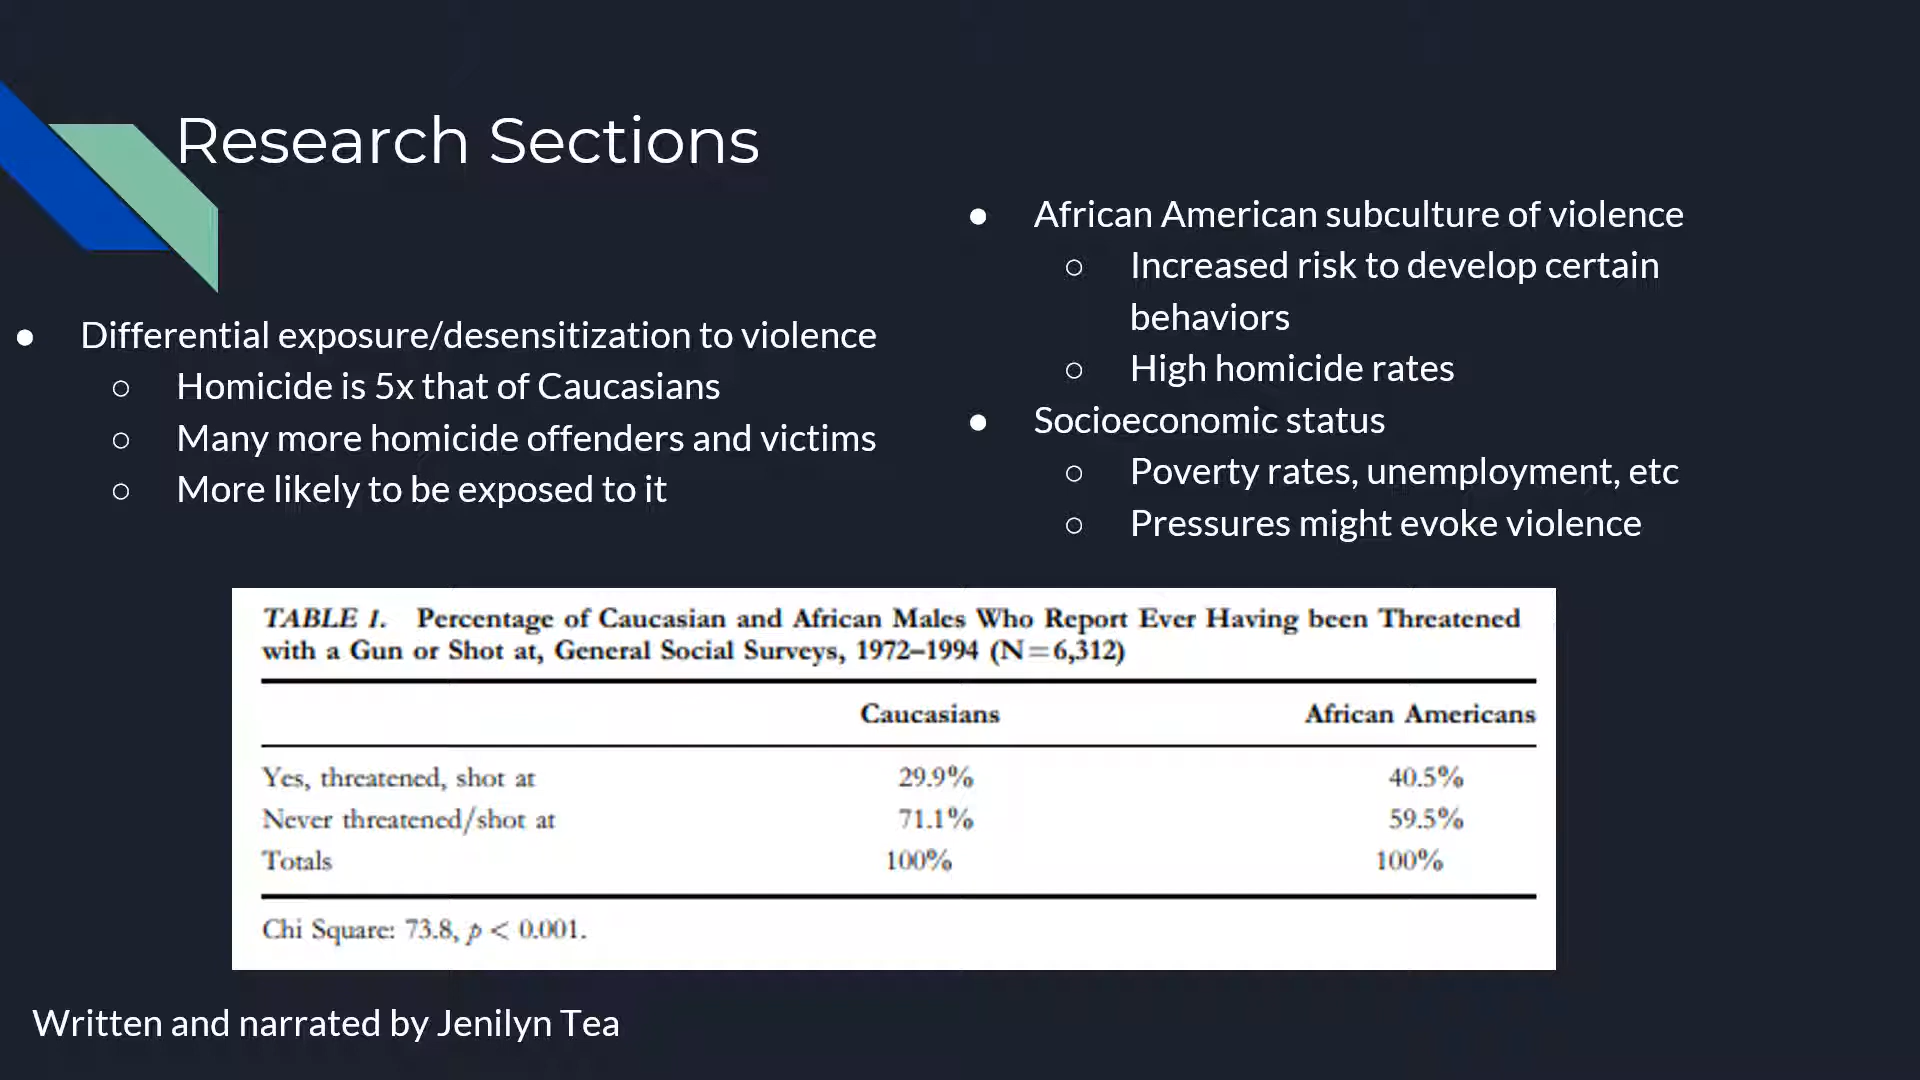 Research Sections
● Differential exposure/desensitization to violence
○ Homicide is 5x that of Caucasians
○ Many more homicide offenders and victims
○ More likely to be exposed to it
● African American subculture of violence
○ Increased risk to develop certain
behaviors
○ High homicide rates
● Socioeconomic status
○ Poverty rates, unemployment, etc
○ Pressures might evoke violence
TABLE 1. Percentage of Caucasian and African Males Who Report Ever Having been Threatened
with a Gun or Shot at, General Social Surveys, 1972–1994 (N=6,312)
Caucasians African Americans
Yes, threatened, shot at 29.9% 40.5%
Never threatened/shot at 71.1% 59.5%
Totals 100% 100%
Chi Square: 73.8, p < 0.001.
Written and narrated by Jenilyn Tea